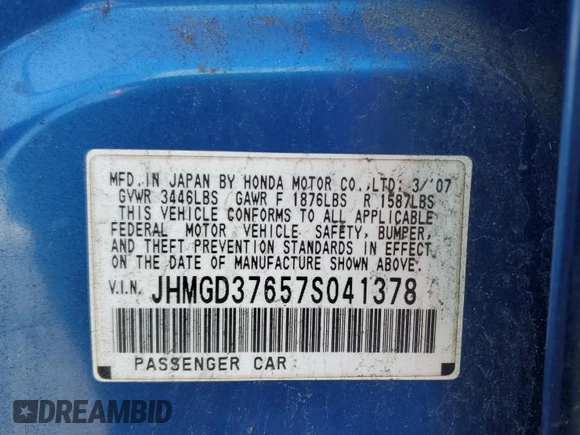 MFD. IN JAPAN BY HONDA MOTOR CO., LTD: 3/'07
GVWR 3446LBS GAWR F 1876LBS R 1587LBS
THIS VEHICLE CONFORMS TO ALL APPLICABLE
FEDERAL MOTOR VEHICLE SAFETY, BUMPER,
AND THEFT PREVENTION STANDARDS IN EFFECT
ON THE DATE OF MANUFACTURE SHOWN ABOVE.
V.I.N. JHMGD37657S041378
PASSENGER CAR
DREAMBID